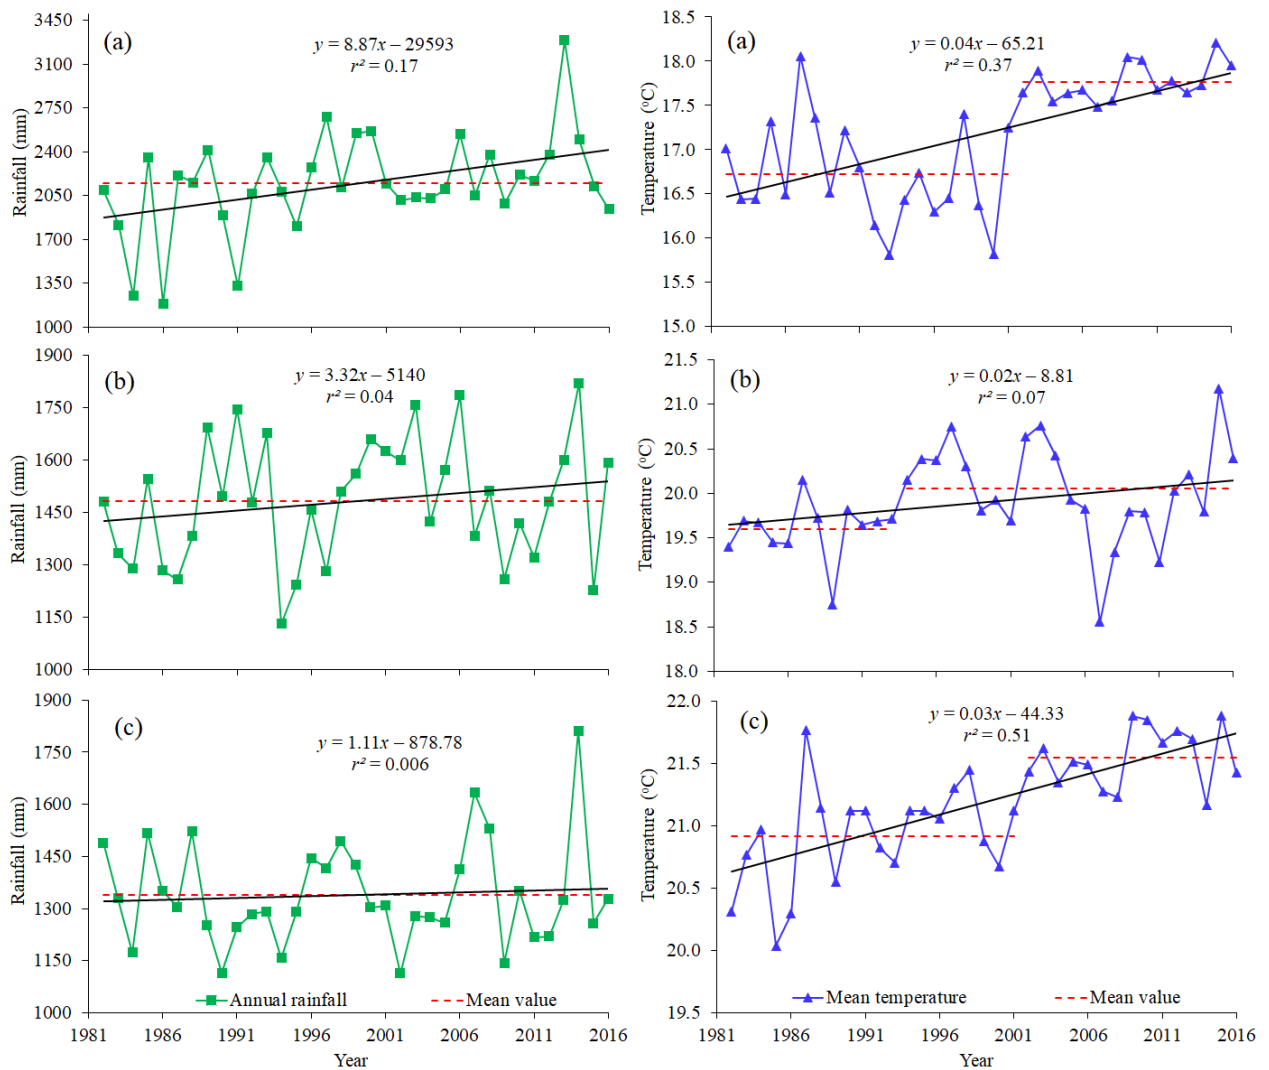 (a)
y = 8.87x – 29593
r² = 0.17
Rainfall (mm)
3450
3100
2750
2400
2050
1700
1350
1000
(a)
y = 0.04x – 65.21
r² = 0.37
Temperature (°C)
18.5
18.0
17.5
17.0
16.5
16.0
15.5
15.0
(b)
y = 3.32x – 5140
r² = 0.04
Rainfall (mm)
1900
1750
1600
1450
1300
1150
1000
(b)
y = 0.02x – 8.81
r² = 0.07
Temperature (°C)
21.5
21.0
20.5
20.0
19.5
19.0
18.5
18.0
(c)
y = 1.11x – 878.78
r² = 0.006
Rainfall (mm)
1900
1750
1600
1450
1300
1150
1000
Annual rainfall
Mean value
1981 1986 1991 1996 2001 2006 2011 2016
Year
(c)
y = 0.03x – 44.33
r² = 0.51
Temperature (°C)
22.0
21.5
21.0
20.5
20.0
19.5
Mean temperature
Mean value
1981 1986 1991 1996 2001 2006 2011 2016
Year